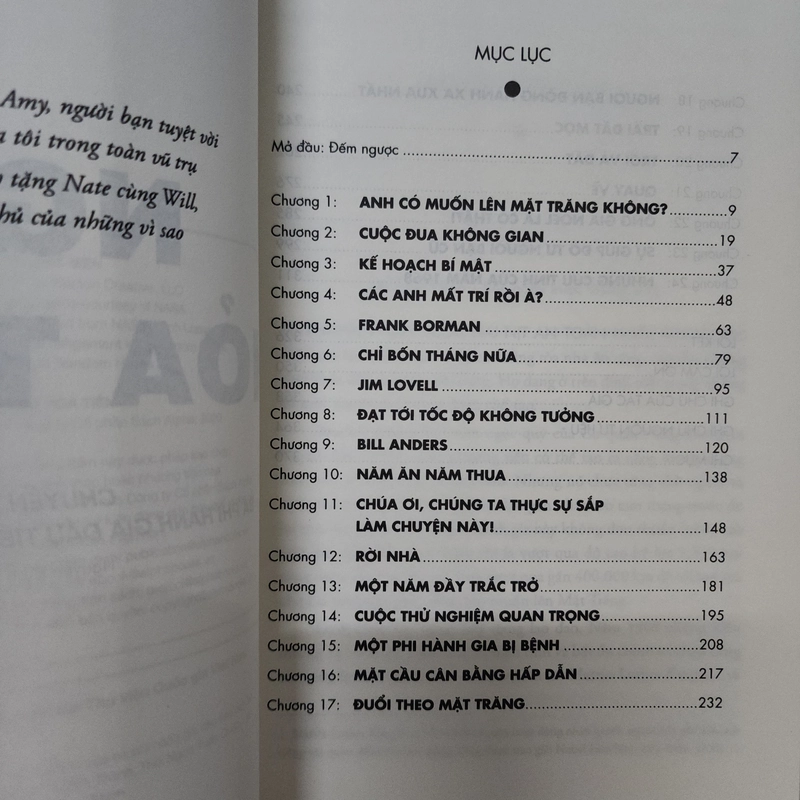 Amy, người bạn tuyệt vời
tôi trong toàn vũ trụ
tặng Nate cùng Will,
của những vì sao
MỤC LỤC
Mở đầu: Đếm ngược 7
Chương 1: ANH CÓ MUỐN LÊN MẶT TRĂNG KHÔNG? 9
Chương 2: CUỘC ĐUA KHÔNG GIAN 19
Chương 3: KẾ HOẠCH BÍ MẬT 37
Chương 4: CÁC ANH MẤT TRÍ RỒI À? 48
Chương 5: FRANK BORMAN 63
Chương 6: CHỈ BỐN THÁNG NỮA 79
Chương 7: JIM LOVELL 95
Chương 8: ĐẠT TỚI TỐC ĐỘ KHÔNG TƯỞNG 111
Chương 9: BILL ANDERS 120
Chương 10: NĂM ĂN NĂM THUA 138
Chương 11: CHÚA ƠI, CHÚNG TA THỰC SỰ SẮP
LÀM CHUYỆN NÀY! 148
Chương 12: RỜI NHÀ 163
Chương 13: MỘT NĂM ĐẦY TRẮC TRỞ 181
Chương 14: CUỘC THỬ NGHIỆM QUAN TRỌNG 195
Chương 15: MỘT PHI HÀNH GIA BỊ BỆNH 208
Chương 16: MẶT CẦU CÂN BẰNG HẤP DẪN 217
Chương 17: ĐUỔI THEO MẶT TRĂNG 232